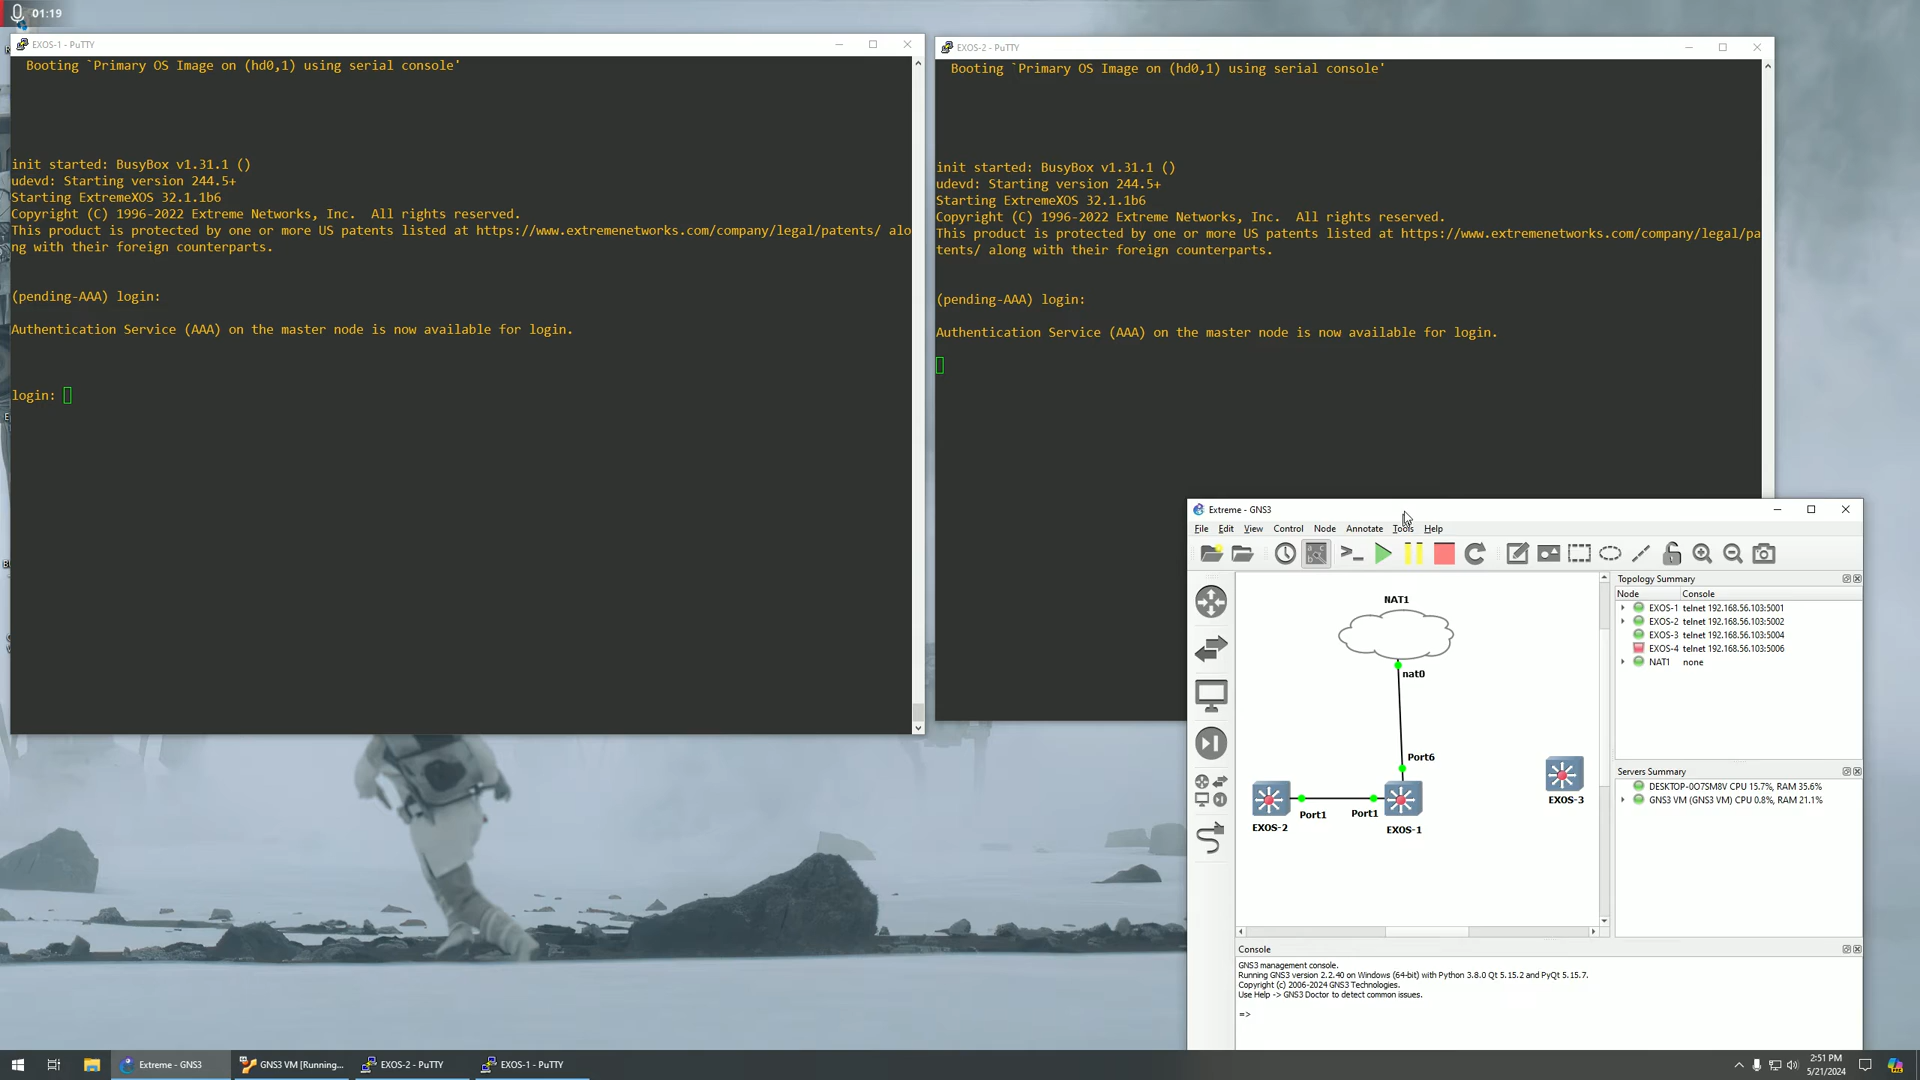 01:19
EXOS-1 - PuTTY
Booting `Primary OS Image on (hd0,1) using serial console'
init started: BusyBox v1.31.1 ()
udevd: Starting version 244.5+
Starting ExtremeXOS 32.1.1b6
Copyright (C) 1996-2022 Extreme Networks, Inc.  All rights reserved.
This product is protected by one or more US patents listed at https://www.extremenetworks.com/company/legal/patents/ alo
ng with their foreign counterparts.
(pending-AAA) login:
Authentication Service (AAA) on the master node is now available for login.
login:
EXOS-2 - PuTTY
Booting `Primary OS Image on (hd0,1) using serial console'
init started: BusyBox v1.31.1 ()
udevd: Starting version 244.5+
Starting ExtremeXOS 32.1.1b6
Copyright (C) 1996-2022 Extreme Networks, Inc.  All rights reserved.
This product is protected by one or more US patents listed at https://www.extremenetworks.com/company/legal/pa
tents/ along with their foreign counterparts.
(pending-AAA) login:
Authentication Service (AAA) on the master node is now available for login.
Extreme - GNS3
File Edit View Control Node Annotate Tools Help
NAT1
nat0
Port6
Port1 Port1
EXOS-2
EXOS-1
EXOS-3
Topology Summary
Node Console
EXOS-1 telnet 192.168.56.103:5001
EXOS-2 telnet 192.168.56.103:5002
EXOS-3 telnet 192.168.56.103:5004
EXOS-4 telnet 192.168.56.103:5006
NAT1 none
Servers Summary
DESKTOP-0O7SM8V CPU 15.7%, RAM 35.6%
GNS3 VM (GNS3 VM) CPU 0.8%, RAM 21.1%
Console
GNS3 management console.
Running GNS3 version 2.2.40 on Windows (64-bit) with Python 3.8.0 Qt 5.15.2 and PyQt 5.15.7.
Copyright (c) 2006-2024 GNS3 Technologies.
Use Help -> GNS3 Doctor to detect common issues.
=>
Extreme - GNS3
GNS3 VM [Running...
EXOS-2 - PuTTY
EXOS-1 - PuTTY
2:51 PM
5/21/2024